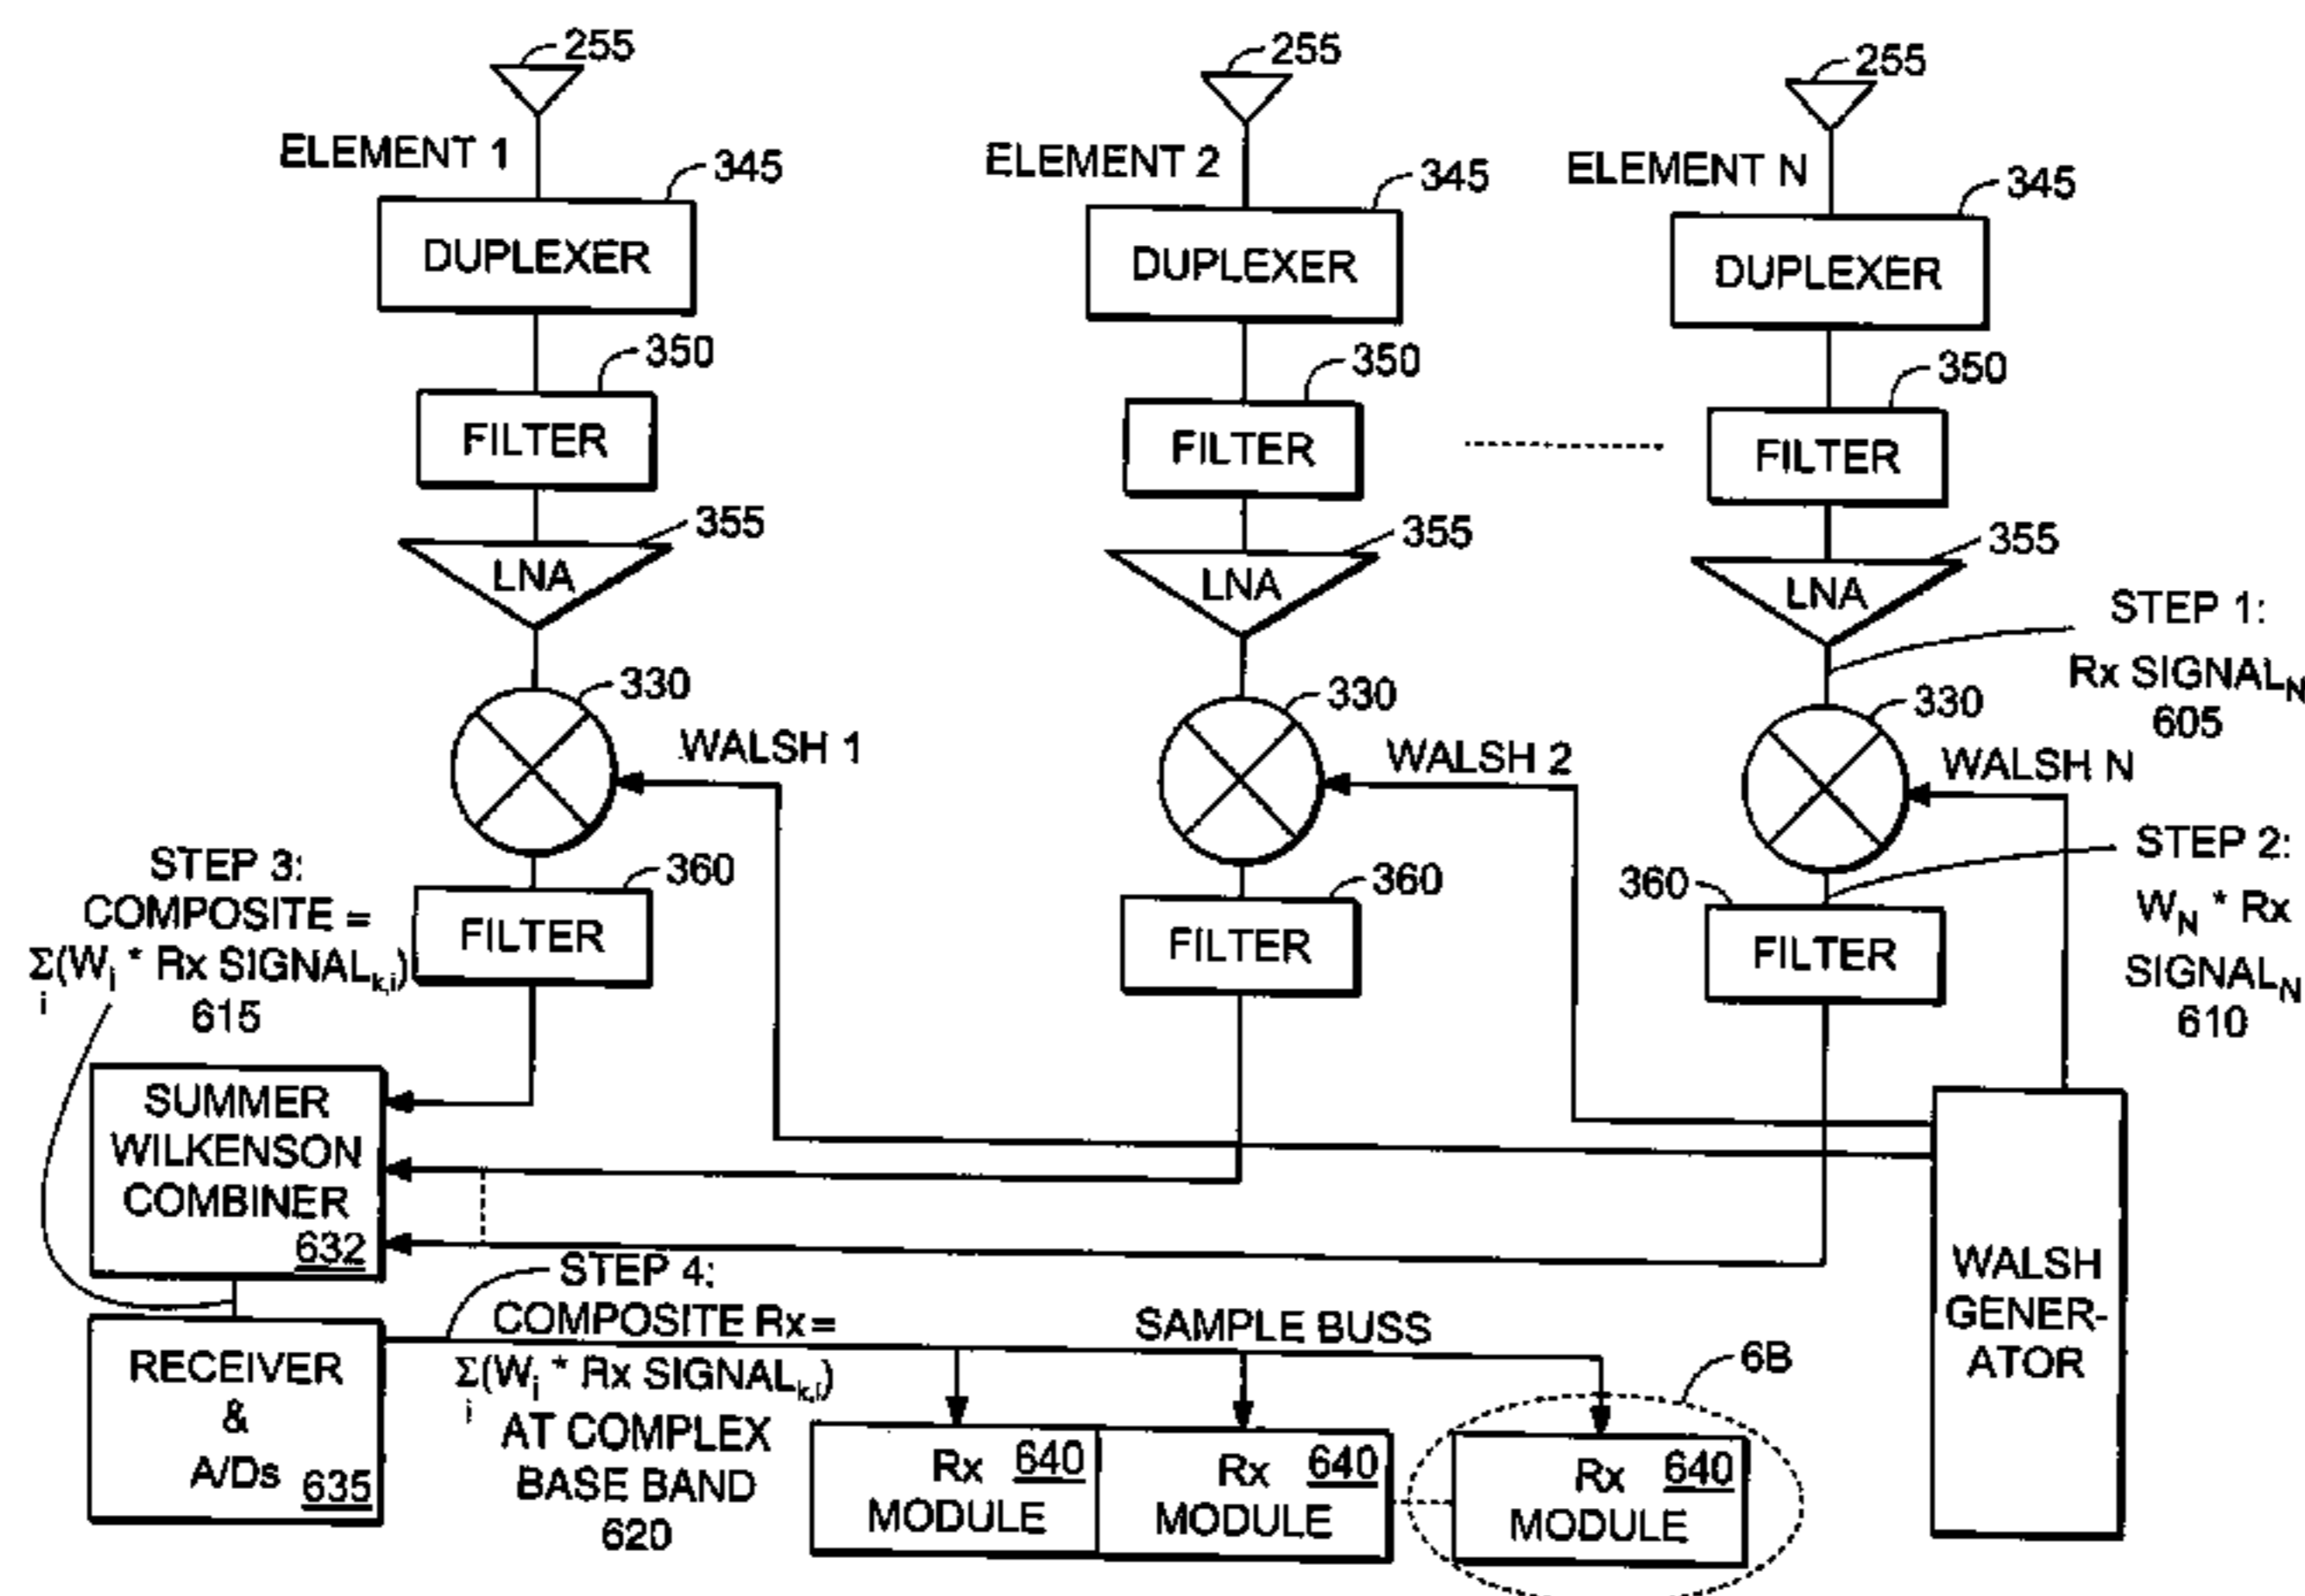 255
255
255
ELEMENT 1
ELEMENT 2
ELEMENT N
345
345
345
DUPLEXER
DUPLEXER
DUPLEXER
350
350
350
FILTER
FILTER
FILTER
355
355
355
LNA
LNA
LNA
STEP 1:
Rx SIGNALN
605
330
330
330
WALSH 1
WALSH 2
WALSH N
STEP 2:
WN * Rx
SIGNALN
610
STEP 3:
COMPOSITE =
Σ(Wi * Rx SIGNALk,i)
i
615
360
360
360
FILTER
FILTER
FILTER
SUMMER
WILKENSON
COMBINER
632
WALSH
GENER-
ATOR
STEP 4:
COMPOSITE Rx =
Σ(Wi * Rx SIGNALk,i)
i
AT COMPLEX
BASE BAND
620
SAMPLE BUSS
6B
RECEIVER
&
A/Ds 635
Rx 640
MODULE
Rx 640
MODULE
Rx 640
MODULE